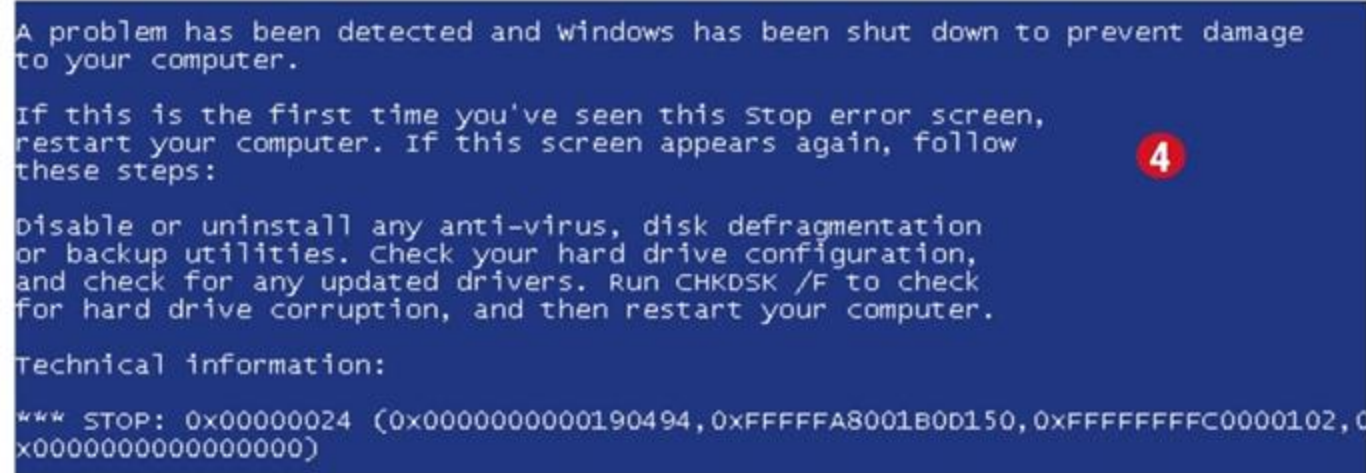 A problem has been detected and Windows has been shut down to prevent damage
to your computer.
If this is the first time you've seen this Stop error screen,
restart your computer. If this screen appears again, follow
these steps:
4
Disable or uninstall any anti-virus, disk defragmentation
or backup utilities. Check your hard drive configuration,
and check for any updated drivers. Run CHKDSK /F to check
for hard drive corruption, and then restart your computer.
Technical information:
*** STOP: 0x00000024 (0x0000000000190494,0xFFFFFA8001B0D150,0xFFFFFFFFC0000102,0
x0000000000000000)